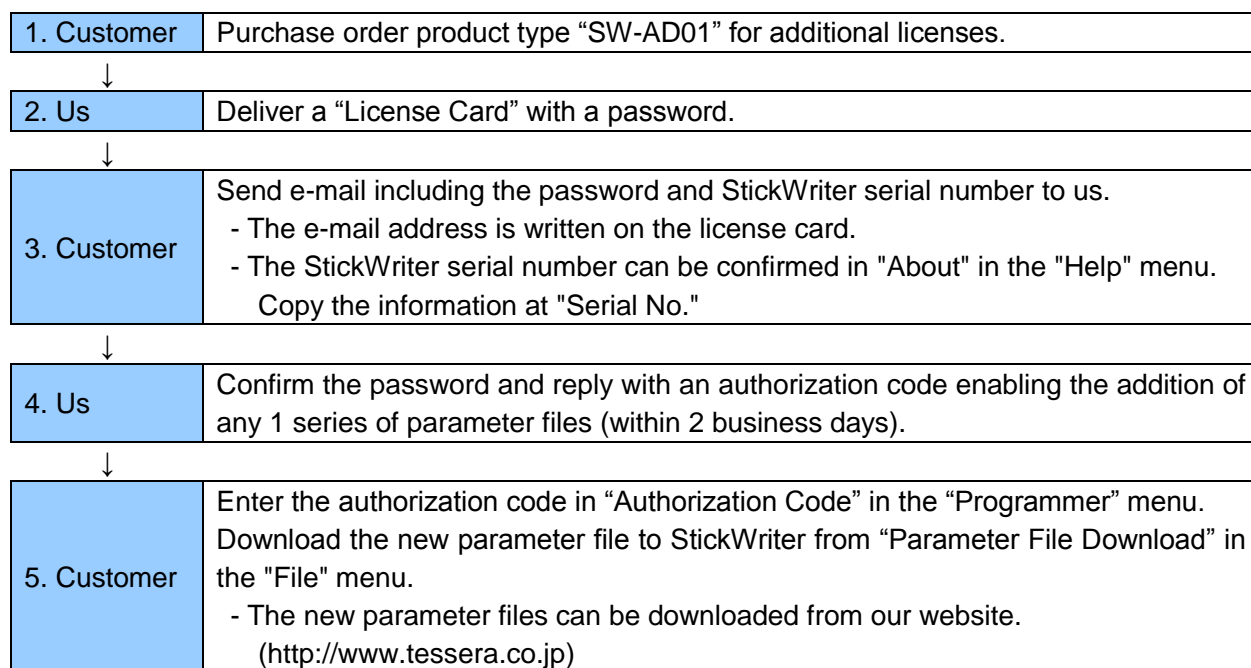 1. Customer Purchase order product type “SW-AD01” for additional licenses.
↓
2. Us Deliver a “License Card” with a password.
↓
3. Customer
Send e-mail including the password and StickWriter serial number to us.
- The e-mail address is written on the license card.
- The StickWriter serial number can be confirmed in "About" in the "Help" menu.
Copy the information at "Serial No."
↓
4. Us
Confirm the password and reply with an authorization code enabling the addition of
any 1 series of parameter files (within 2 business days).
↓
5. Customer
Enter the authorization code in “Authorization Code” in the “Programmer” menu.
Download the new parameter file to StickWriter from “Parameter File Download” in
the "File" menu.
- The new parameter files can be downloaded from our website.
(http://www.tessera.co.jp)